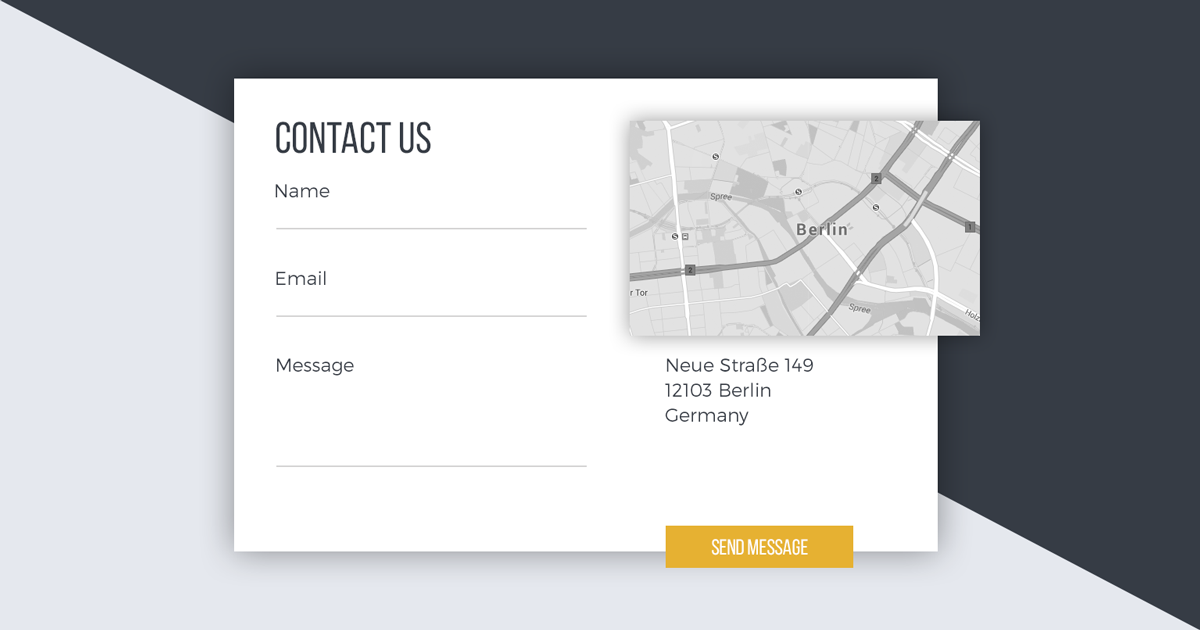 CONTACT US
Name
Email
Message
Spree
2
Berlin
1
2
r Tor
Spree
Holz
Neue Straße 149
12103 Berlin
Germany
SEND MESSAGE